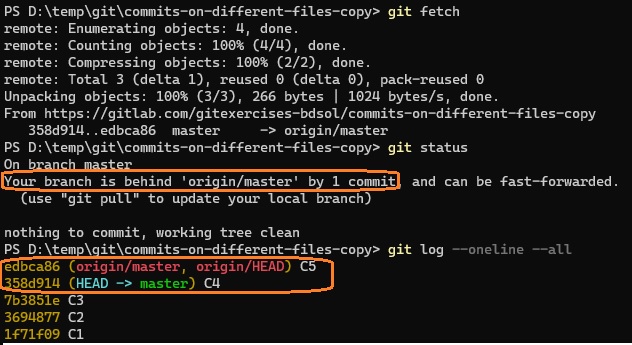 PS D:\temp\git\commits-on-different-files-copy> git fetch
remote: Enumerating objects: 4, done.
remote: Counting objects: 100% (4/4), done.
remote: Compressing objects: 100% (2/2), done.
remote: Total 3 (delta 1), reused 0 (delta 0), pack-reused 0
Unpacking objects: 100% (3/3), 266 bytes | 1024 bytes/s, done.
From https://gitlab.com/gitexercises-bdsol/commits-on-different-files-copy
   358d914..edbca86  master     -> origin/master
PS D:\temp\git\commits-on-different-files-copy> git status
On branch master
Your branch is behind 'origin/master' by 1 commit, and can be fast-forwarded.
  (use "git pull" to update your local branch)

nothing to commit, working tree clean
PS D:\temp\git\commits-on-different-files-copy> git log --oneline --all
edbca86 (origin/master, origin/HEAD) C5
358d914 (HEAD -> master) C4
7b3851e C3
3694877 C2
1f71f09 C1